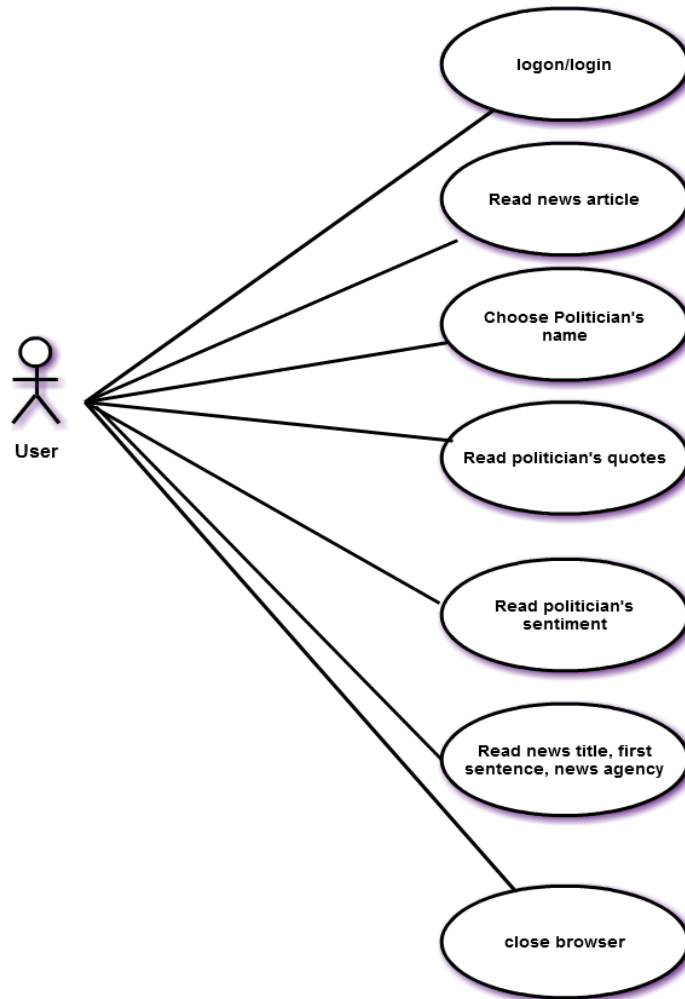 logon/login
Read news article
Choose Politician's
name
User
Read politician's quotes
Read politician's
sentiment
Read news title, first
sentence, news agency
close browser